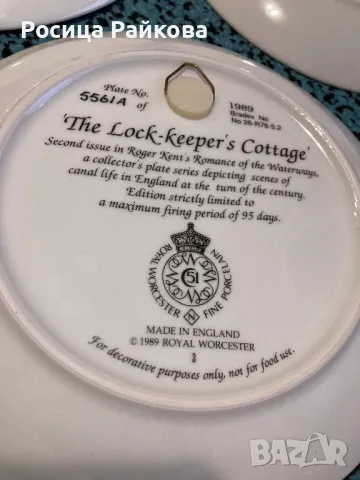 Росица Райкова
Plate No.
5561A of
1989
Bradex No
No 26-R76-5.2
'The Lock-keeper's Cottage'
Second issue in Roger Kent's Romance of the Waterways,
a collector's plate series depicting scenes of
canal life in England at the turn of the century.
Edition strictly limited to
a maximum firing period of 95 days.
ROYAL WORCESTER
FINE PORCELAIN
51
N
MADE IN ENGLAND
© 1989 ROYAL WORCESTER
3
For decorative purposes only, not for food use.
BAZAR